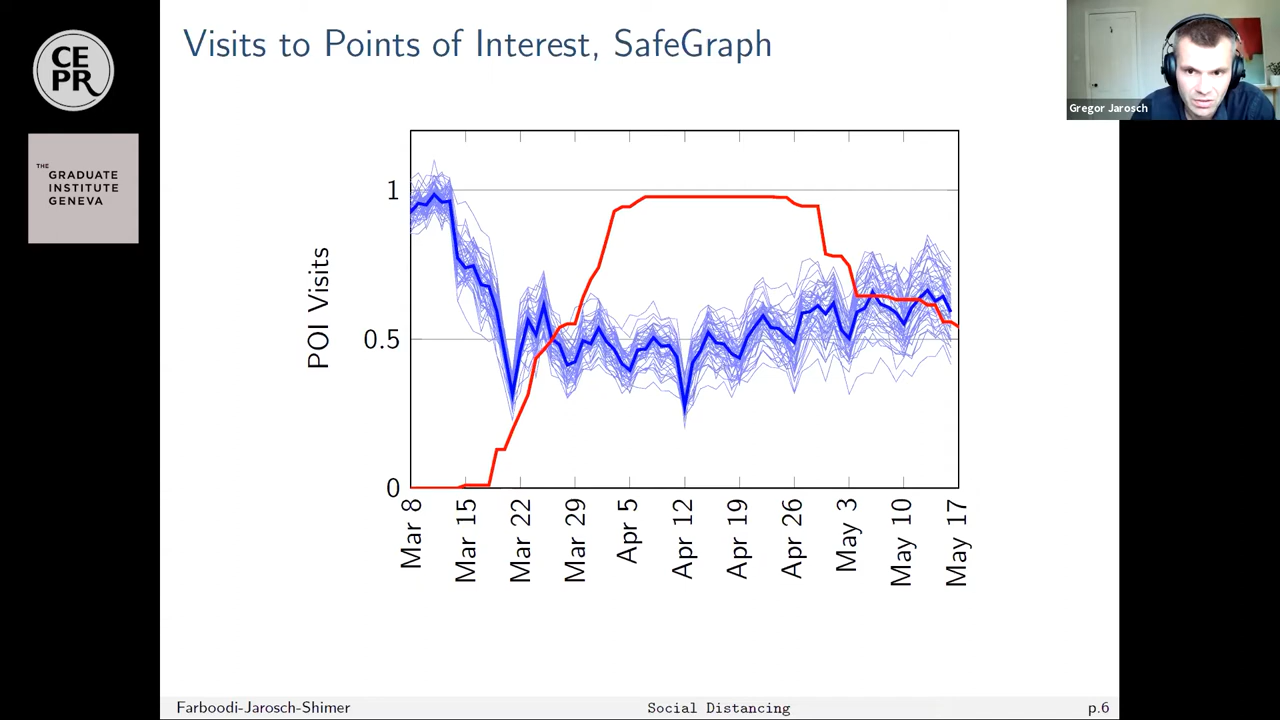 Visits to Points of Interest, SafeGraph
CE
PR
THE
GRADUATE
INSTITUTE
GENEVA
Gregor Jarosch
POI Visits
1
0.5
0
Mar 8
Mar 15
Mar 22
Mar 29
Apr 5
Apr 12
Apr 19
Apr 26
May 3
May 10
May 17
Farboodi-Jarosch-Shimer
Social Distancing
p.6